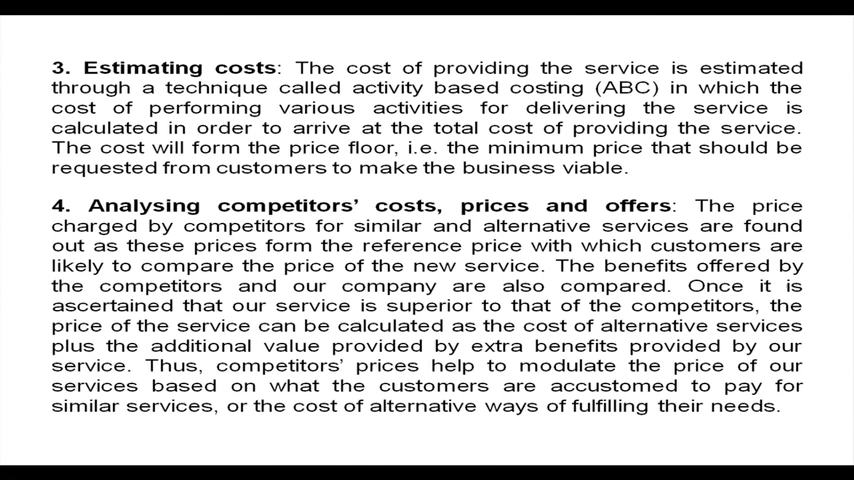 3. Estimating costs: The cost of providing the service is estimated
through a technique called activity based costing (ABC) in which the
cost of performing various activities for delivering the service is
calculated in order to arrive at the total cost of providing the service.
The cost will form the price floor, i.e. the minimum price that should be
requested from customers to make the business viable.
4. Analysing competitors’ costs, prices and offers: The price
charged by competitors for similar and alternative services are found
out as these prices form the reference price with which customers are
likely to compare the price of the new service. The benefits offered by
the competitors and our company are also compared. Once it is
ascertained that our service is superior to that of the competitors, the
price of the service can be calculated as the cost of alternative services
plus the additional value provided by extra benefits provided by our
service. Thus, competitors’ prices help to modulate the price of our
services based on what the customers are accustomed to pay for
similar services, or the cost of alternative ways of fulfilling their needs.